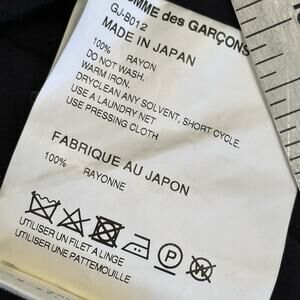 OMME des GARÇONS
GJ-B012
MADE IN JAPAN
100% RAYON
DO NOT WASH.
WARM IRON.
DRYCLEAN ANY SOLVENT, SHORT CYCLE.
USE A LAUNDRY NET
USE PRESSING CLOTH
FABRIQUE AU JAPON
100% RAYONNE
P
UTILISER UN FILET A LINGE
UTILISER UNE PATTEMOUILLE